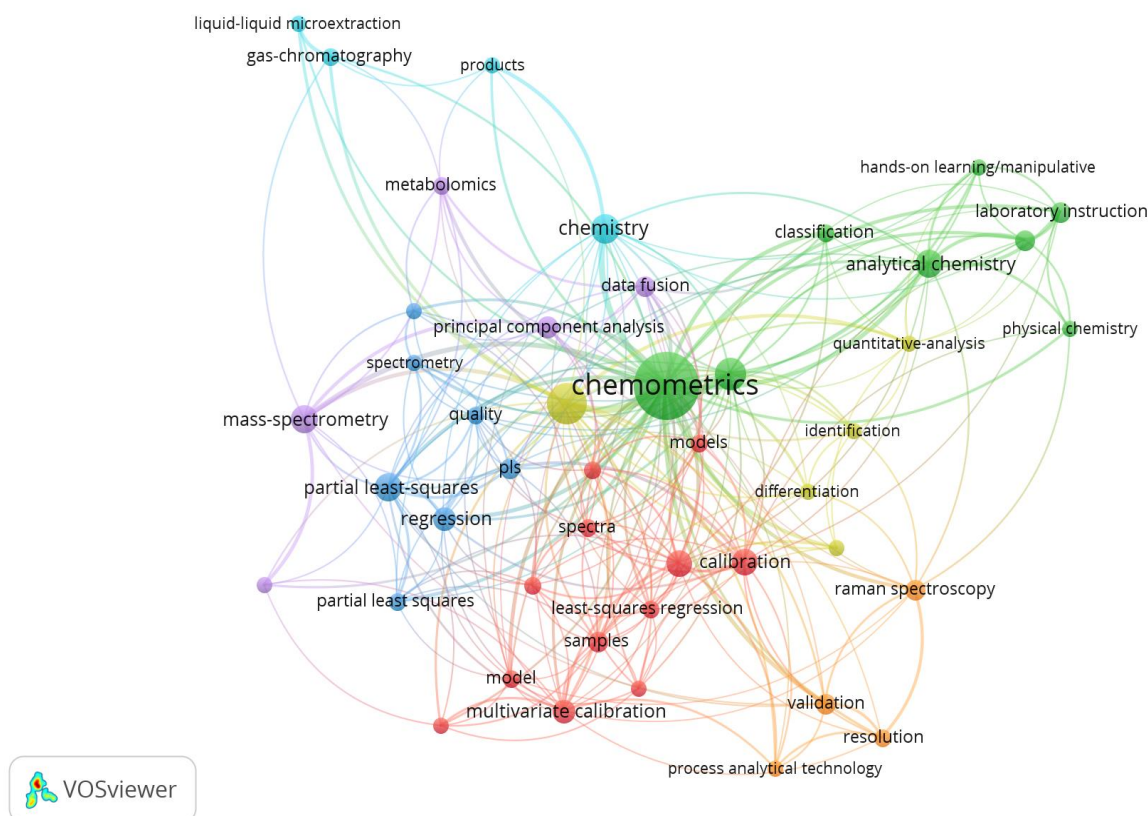 liquid-liquid microextraction
gas-chromatography
products
hands-on learning/manipulative
metabolomics
laboratory instruction
chemistry
classification
analytical chemistry
data fusion
principal component analysis
physical chemistry
quantitative-analysis
spectrometry
chemometrics
quality
mass-spectrometry
models
identification
pls
partial least-squares
differentiation
regression
spectra
calibration
raman spectroscopy
partial least squares
least-squares regression
samples
model
validation
multivariate calibration
resolution
process analytical technology
VOSviewer